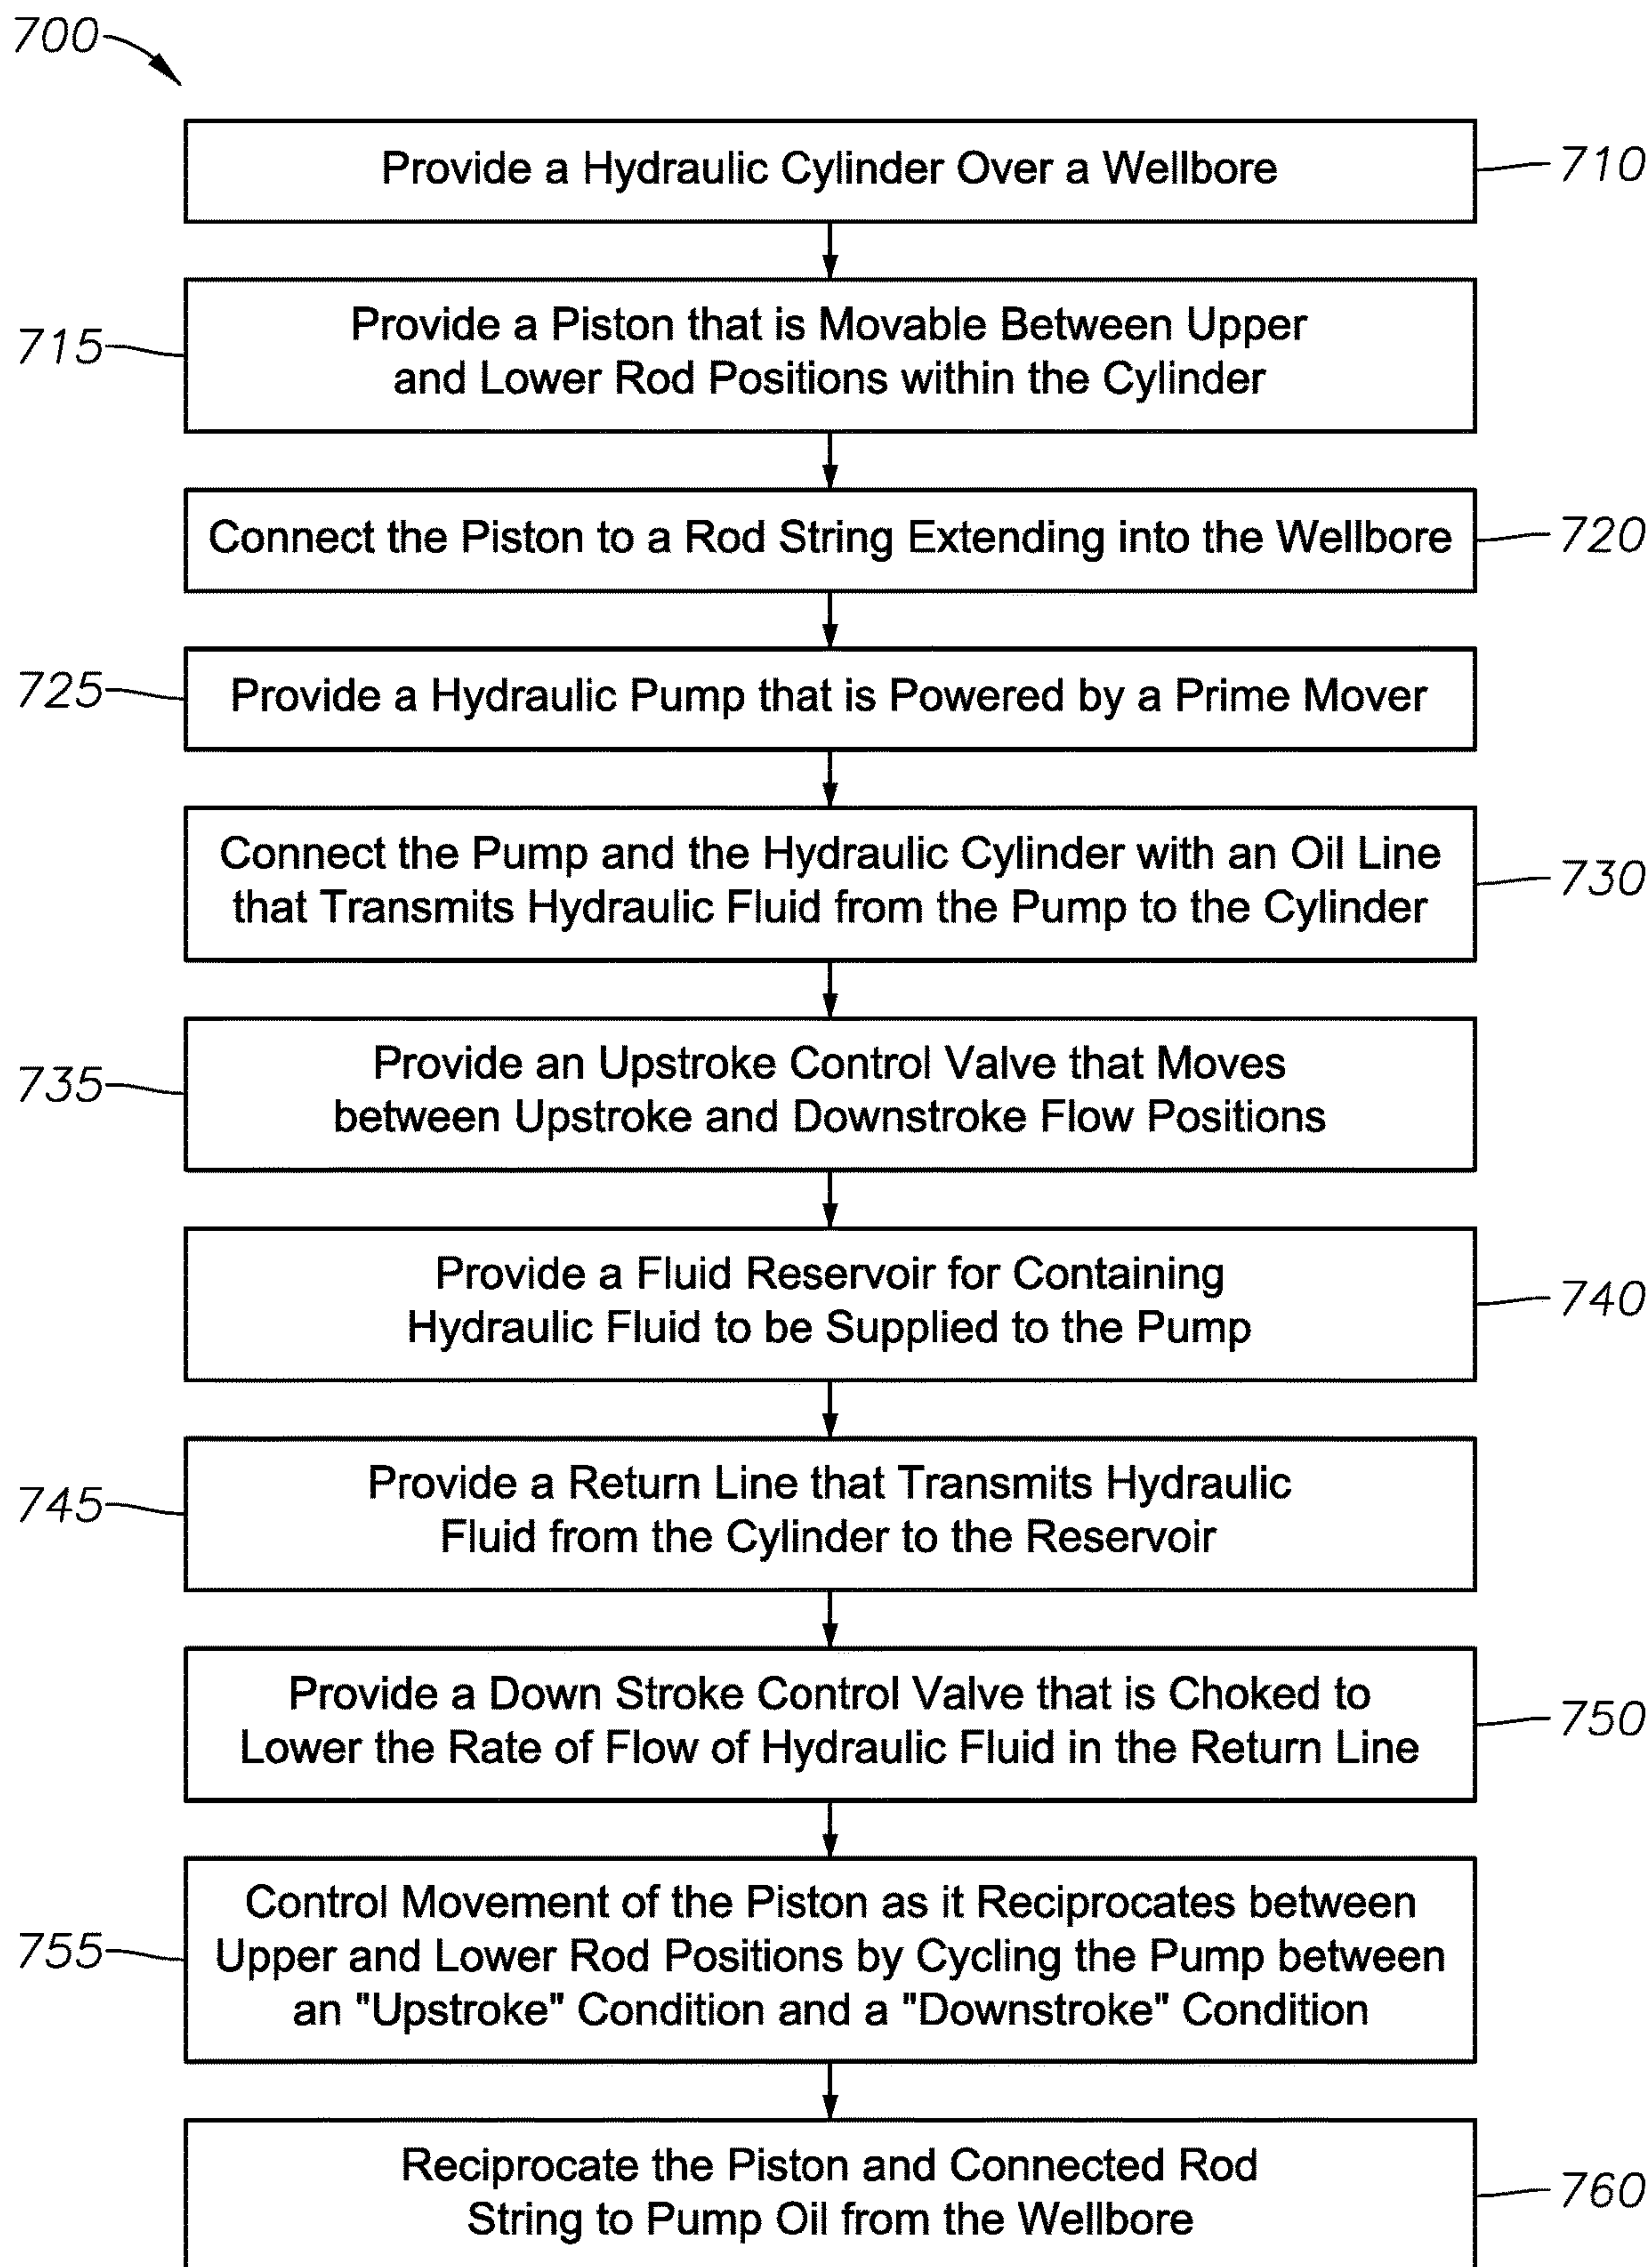 700
Provide a Hydraulic Cylinder Over a Wellbore
710
715
Provide a Piston that is Movable Between Upper
and Lower Rod Positions within the Cylinder
Connect the Piston to a Rod String Extending into the Wellbore
720
725
Provide a Hydraulic Pump that is Powered by a Prime Mover
Connect the Pump and the Hydraulic Cylinder with an Oil Line
that Transmits Hydraulic Fluid from the Pump to the Cylinder
730
735
Provide an Upstroke Control Valve that Moves
between Upstroke and Downstroke Flow Positions
Provide a Fluid Reservoir for Containing
Hydraulic Fluid to be Supplied to the Pump
740
745
Provide a Return Line that Transmits Hydraulic
Fluid from the Cylinder to the Reservoir
Provide a Down Stroke Control Valve that is Choked to
Lower the Rate of Flow of Hydraulic Fluid in the Return Line
750
755
Control Movement of the Piston as it Reciprocates between
Upper and Lower Rod Positions by Cycling the Pump between
an "Upstroke" Condition and a "Downstroke" Condition
Reciprocate the Piston and Connected Rod
String to Pump Oil from the Wellbore
760